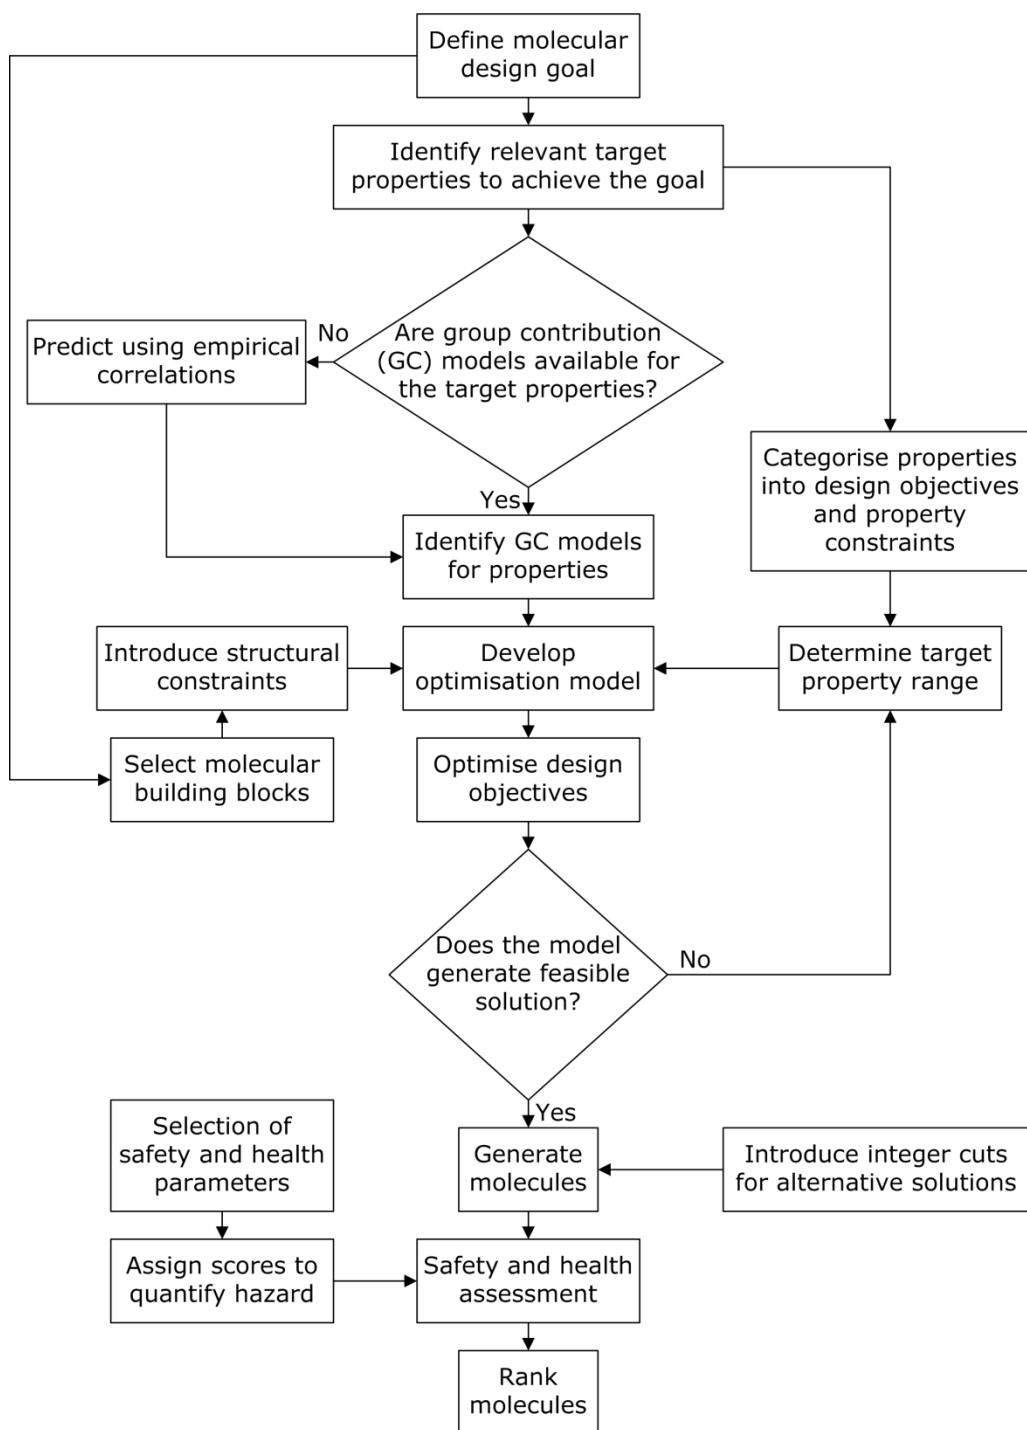 Define molecular
design goal
Identify relevant target
properties to achieve the goal
No
Are group contribution
(GC) models available for
the target properties?
Predict using empirical
correlations
Yes
Categorise properties
into design objectives
and property
constraints
Identify GC models
for properties
Introduce structural
constraints
Develop
optimisation model
Determine target
property range
Select molecular
building blocks
Optimise design
objectives
Does the model
generate feasible
solution?
No
Yes
Selection of
safety and health
parameters
Generate
molecules
Introduce integer cuts
for alternative solutions
Assign scores to
quantify hazard
Safety and health
assessment
Rank
molecules